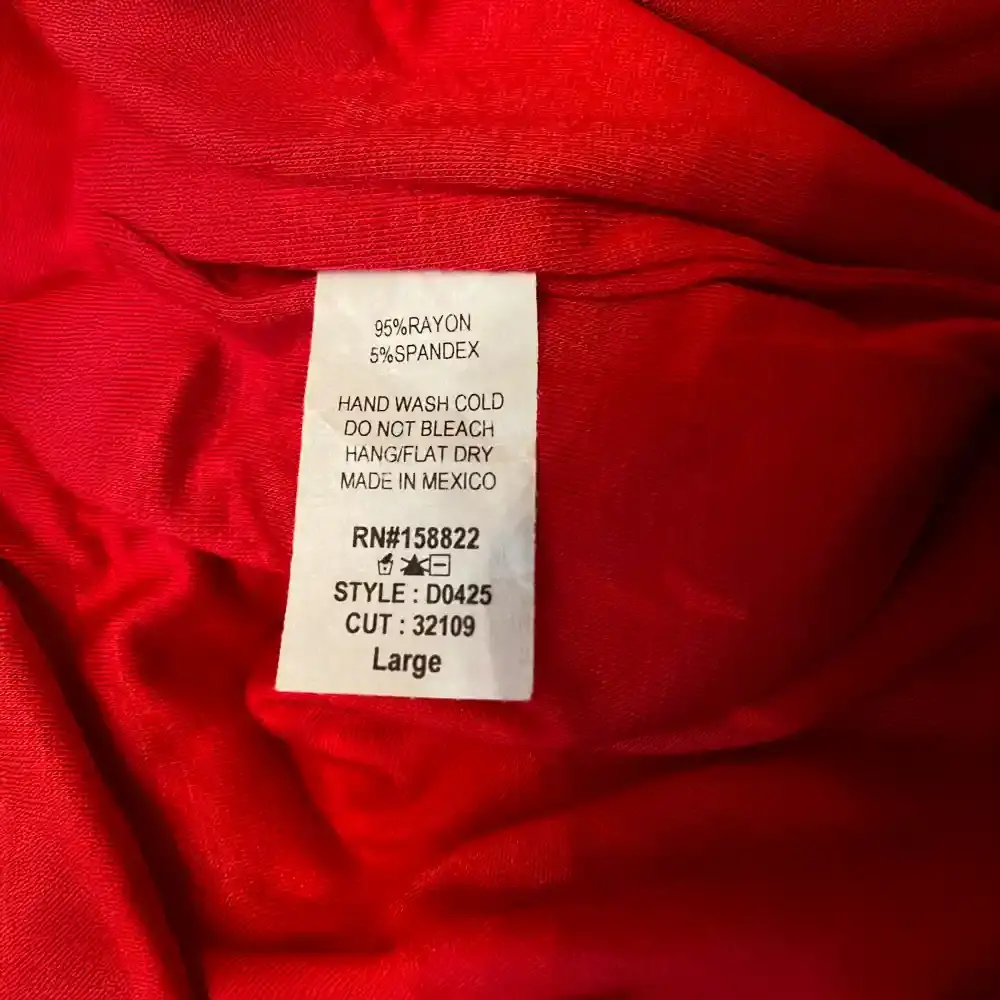 95%RAYON
5%SPANDEX
HAND WASH COLD
DO NOT BLEACH
HANG/FLAT DRY
MADE IN MEXICO
RN#158822
STYLE : D0425
CUT : 32109
Large